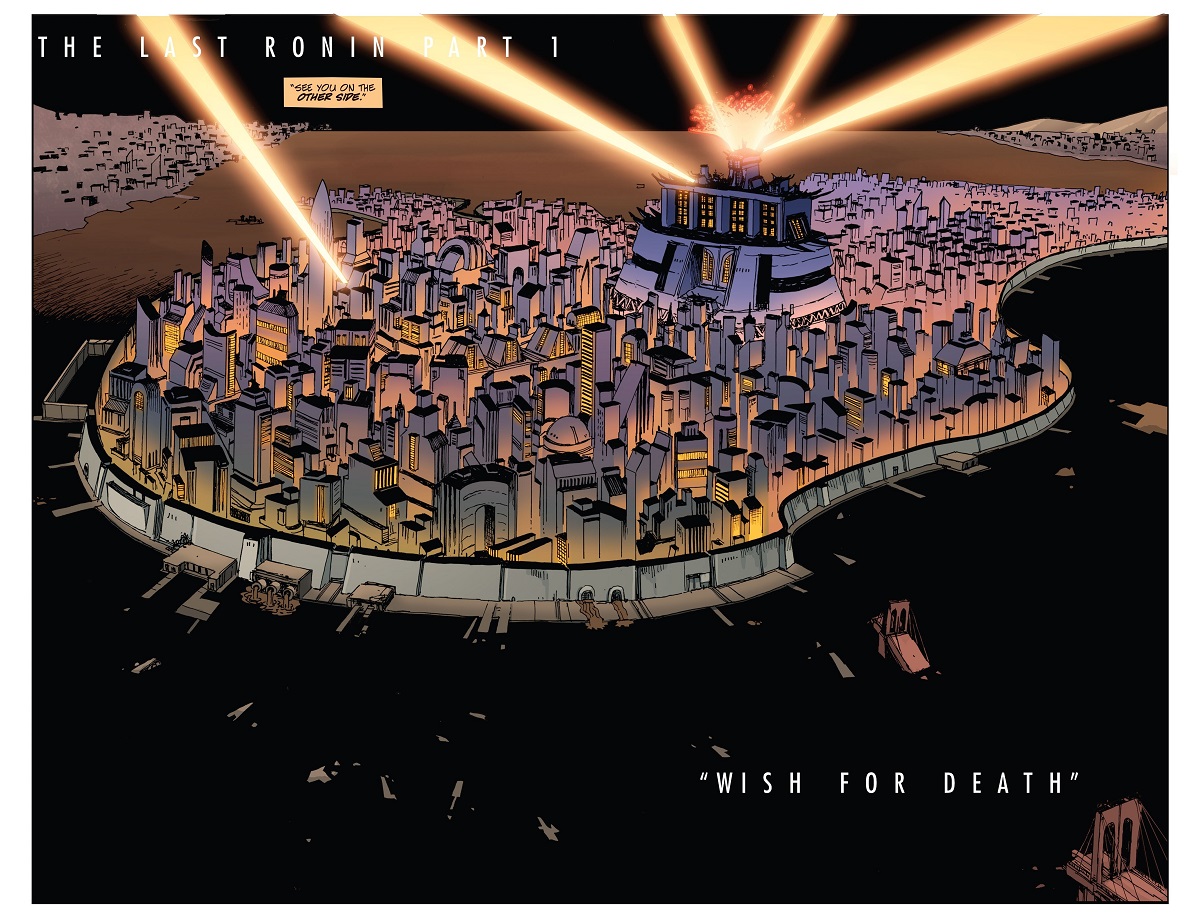 THE LAST RONIN PART 1
"SEE YOU ON THE
OTHER SIDE."
"WISH FOR DEATH"